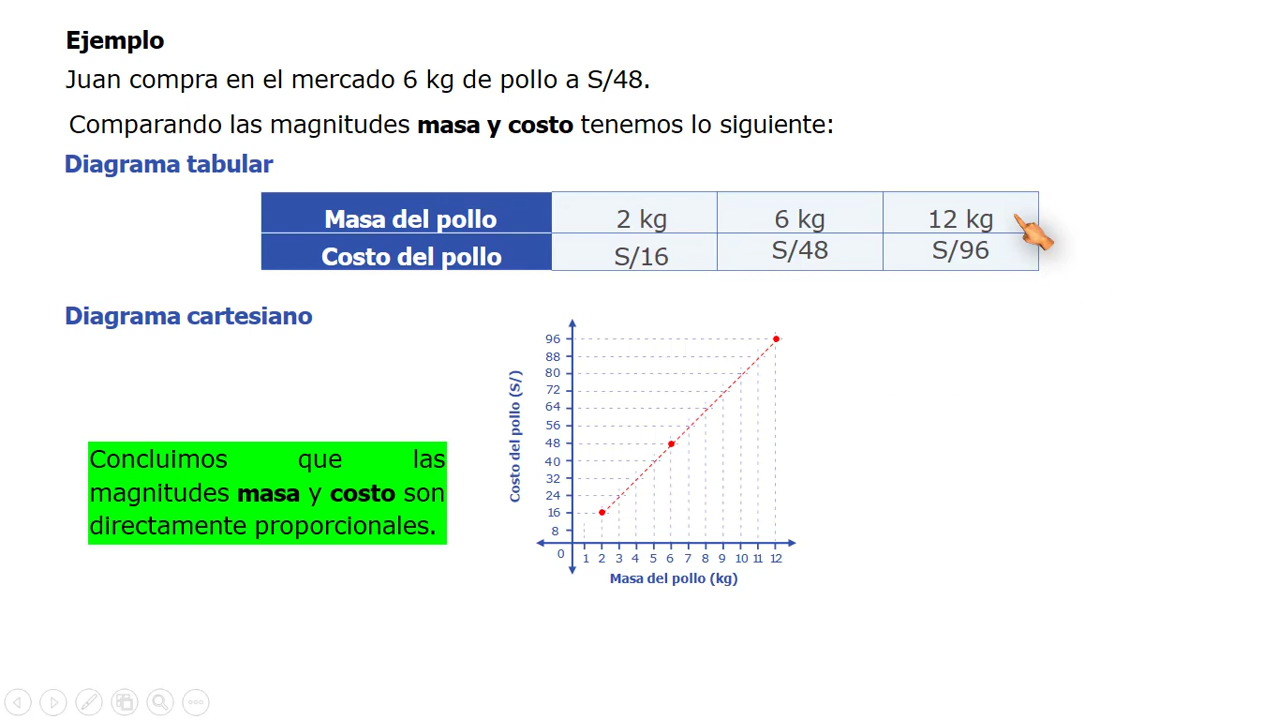 Ejemplo
Juan compra en el mercado 6 kg de pollo a S/48.
Comparando las magnitudes masa y costo tenemos lo siguiente:
Diagrama tabular
Masa del pollo 2 kg 6 kg 12 kg
Costo del pollo S/16 S/48 S/96
Diagrama cartesiano
Concluimos que las
magnitudes masa y costo son
directamente proporcionales.
Costo del pollo (S/)
96
88
80
72
64
56
48
40
32
24
16
8
0 1 2 3 4 5 6 7 8 9 10 11 12
Masa del pollo (kg)